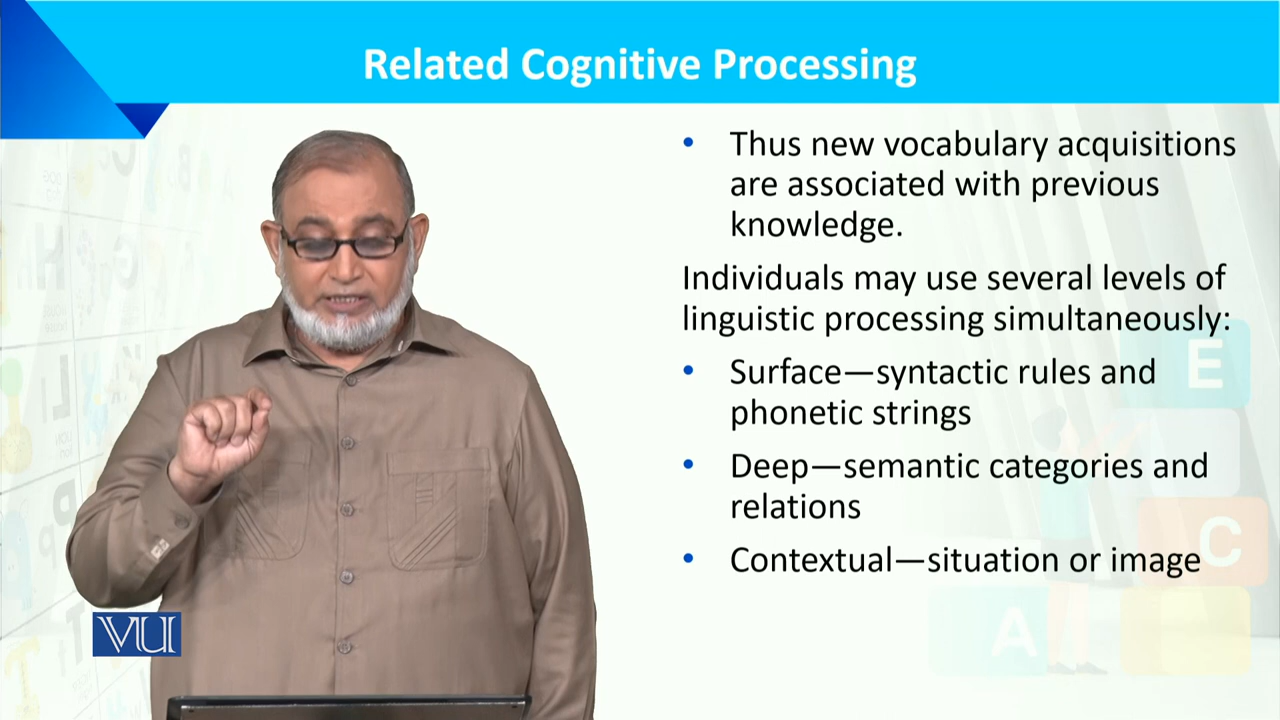 Related Cognitive Processing
• Thus new vocabulary acquisitions
are associated with previous
knowledge.
Individuals may use several levels of
linguistic processing simultaneously:
• Surface—syntactic rules and
phonetic strings
• Deep—semantic categories and
relations
• Contextual—situation or image
E
C
A
VU